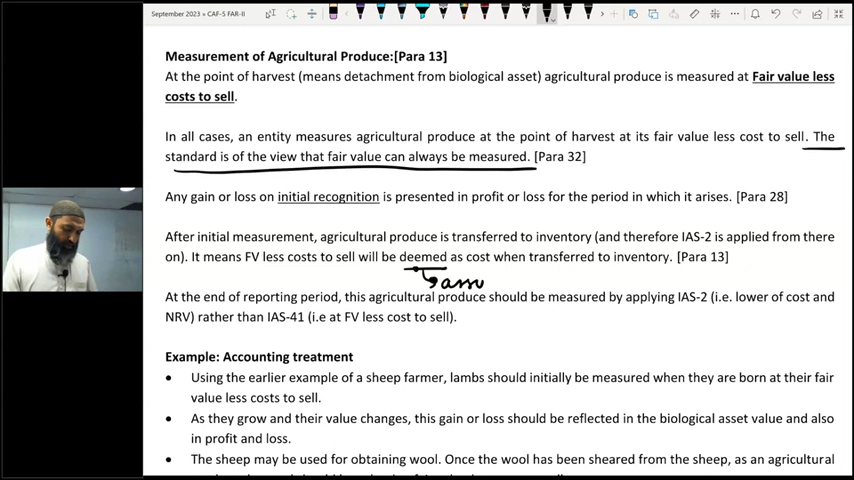 September 2023 » CAF-5 FAR-II
Measurement of Agricultural Produce:[Para 13]
At the point of harvest (means detachment from biological asset) agricultural produce is measured at Fair value less
costs to sell.
In all cases, an entity measures agricultural produce at the point of harvest at its fair value less cost to sell. The
standard is of the view that fair value can always be measured. [Para 32]
Any gain or loss on initial recognition is presented in profit or loss for the period in which it arises. [Para 28]
After initial measurement, agricultural produce is transferred to inventory (and therefore IAS-2 is applied from there
on). It means FV less costs to sell will be deemed as cost when transferred to inventory. [Para 13]
assu
At the end of reporting period, this agricultural produce should be measured by applying IAS-2 (i.e. lower of cost and
NRV) rather than IAS-41 (i.e at FV less cost to sell).
Example: Accounting treatment
• Using the earlier example of a sheep farmer, lambs should initially be measured when they are born at their fair
value less costs to sell.
• As they grow and their value changes, this gain or loss should be reflected in the biological asset value and also
in profit and loss.
• The sheep may be used for obtaining wool. Once the wool has been sheared from the sheep, as an agricultural